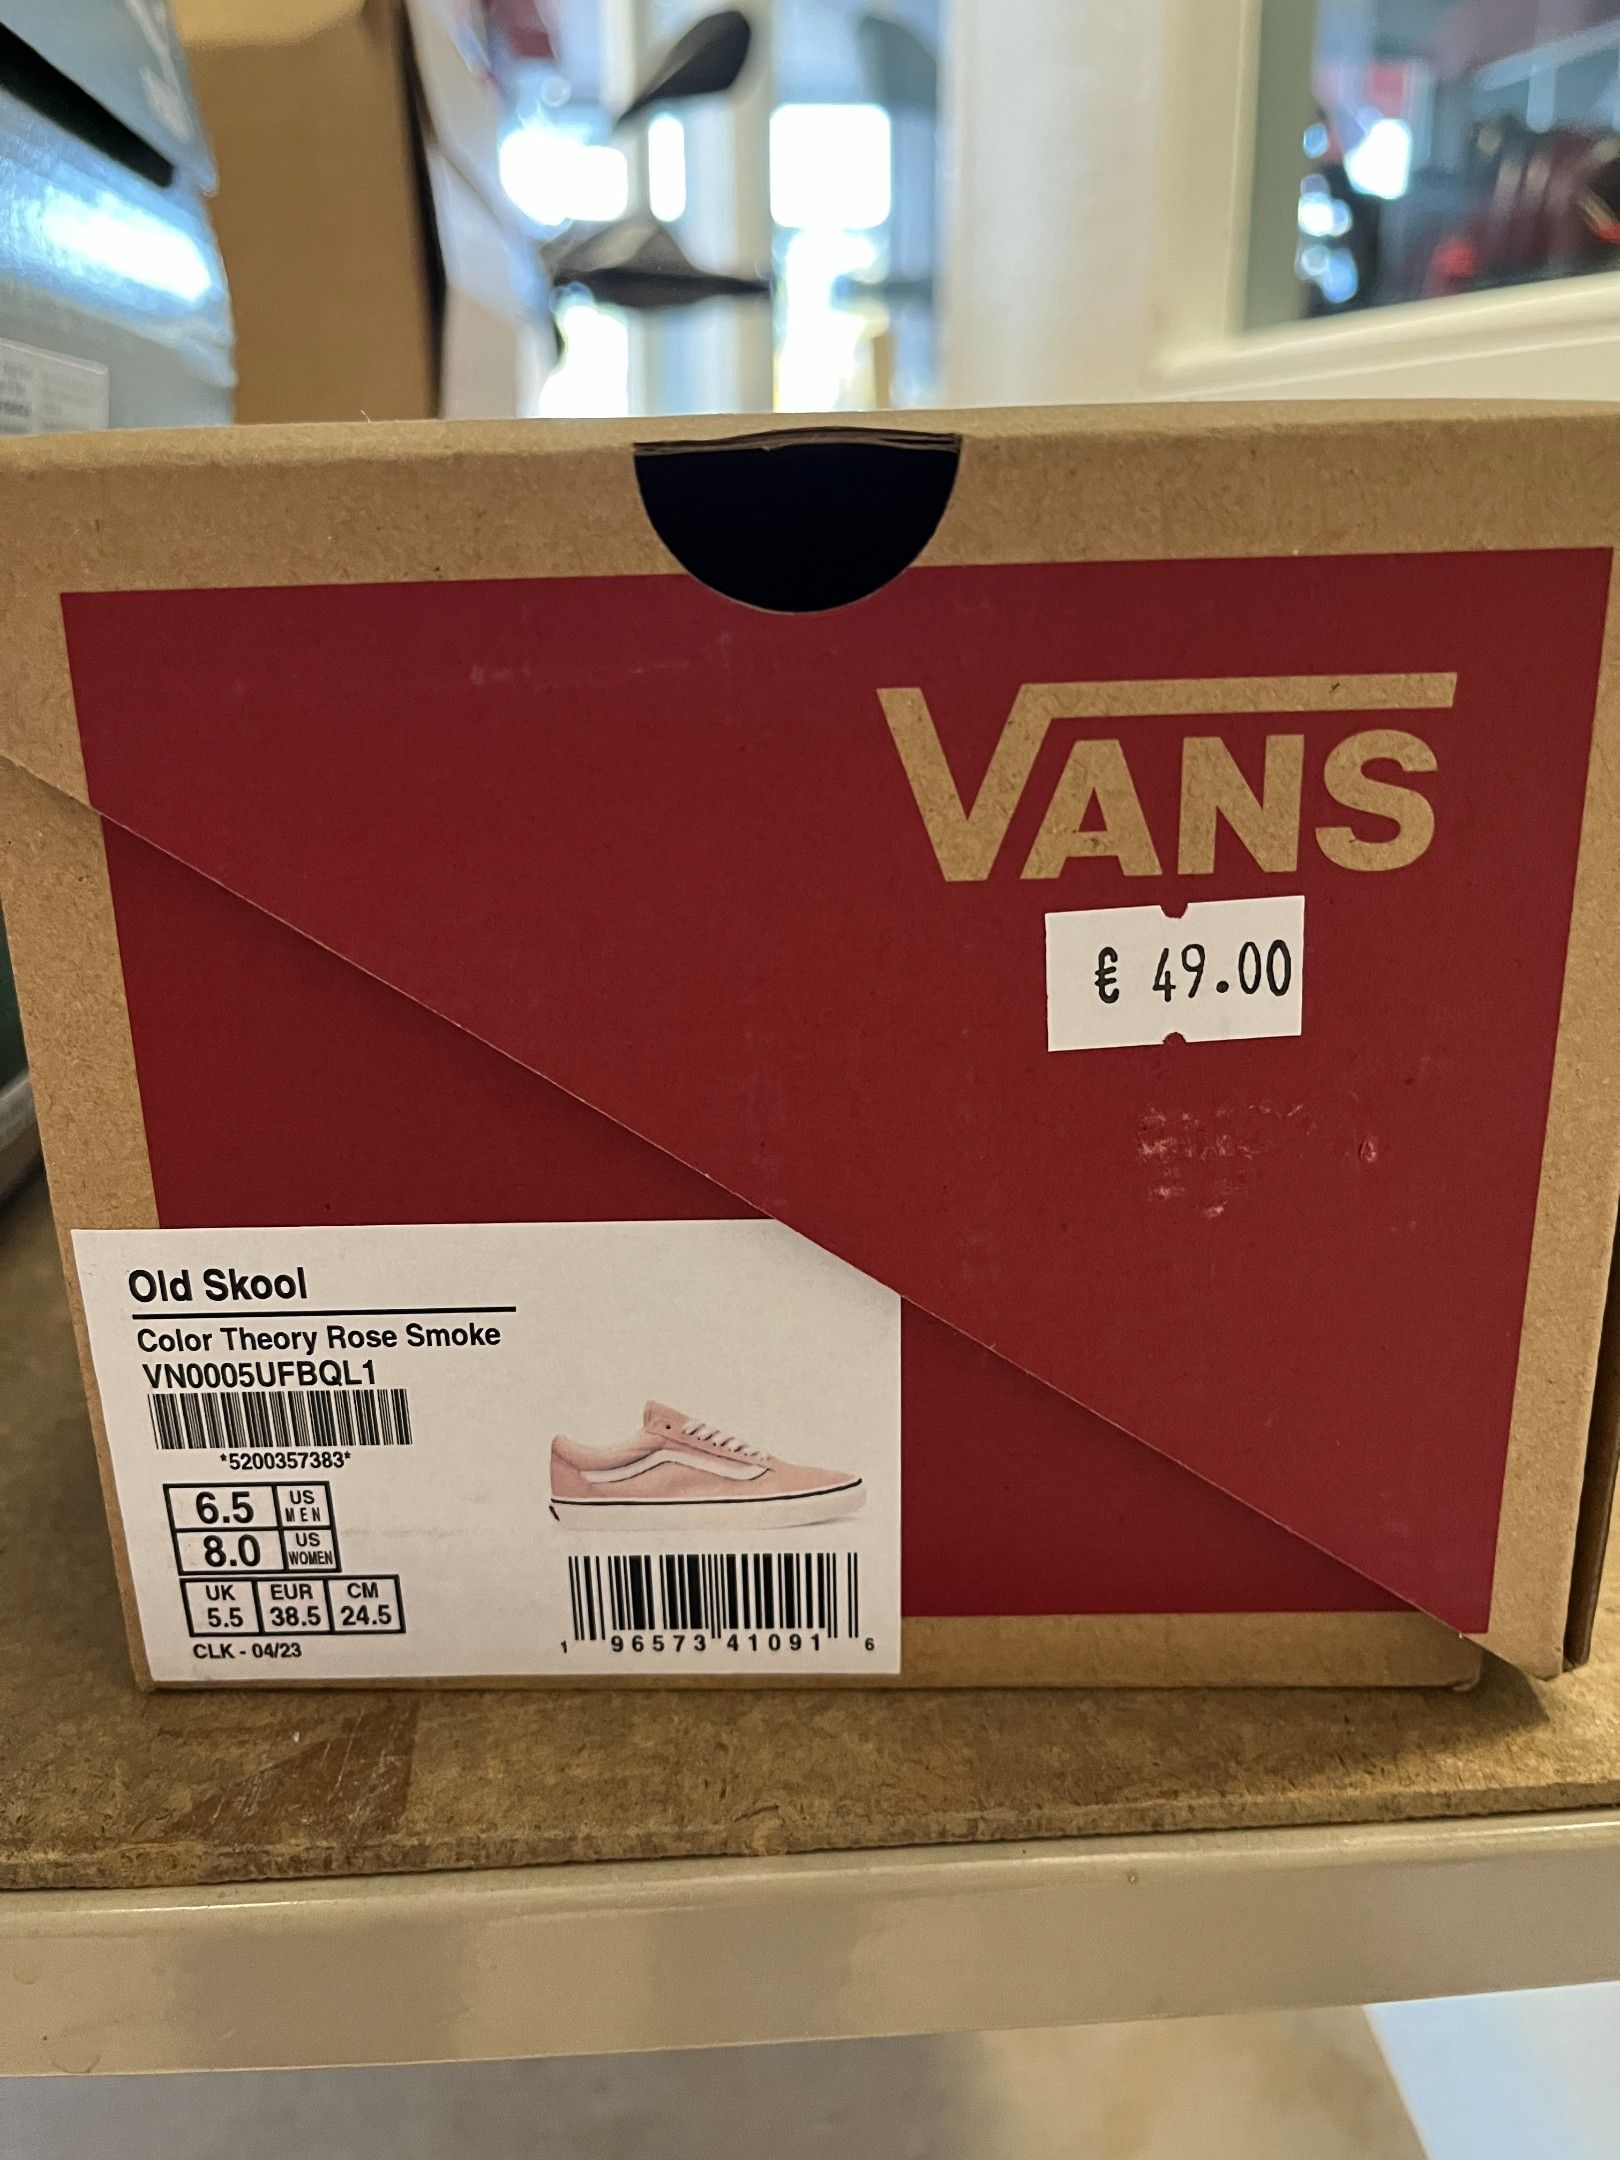 VANS
€ 49.00
Old Skool
Color Theory Rose Smoke
VN0005UFBQL1
*5200357383*
6.5 US MEN
8.0 US WOMEN
UK EUR CM
5.5 38.5 24.5
CLK - 04/23
1 96573 41091 6